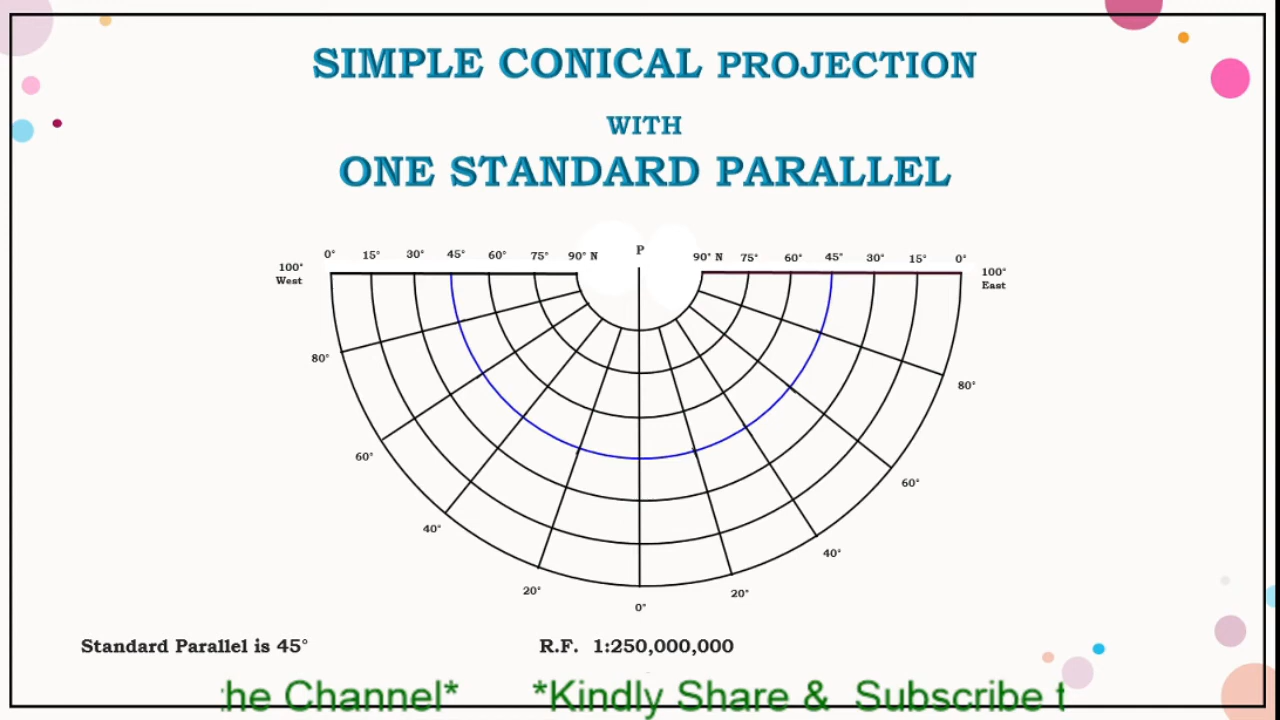 SIMPLE CONICAL PROJECTION
WITH
ONE STANDARD PARALLEL
P
0° 15° 30° 45° 60° 75° 90° N 90° N 75° 60° 45° 30° 15° 0°
100° West
100° East
80°
80°
60°
60°
40°
40°
20°
20°
0°
Standard Parallel is 45° R.F. 1:250,000,000
he Channel* *Kindly Share & Subscribe t